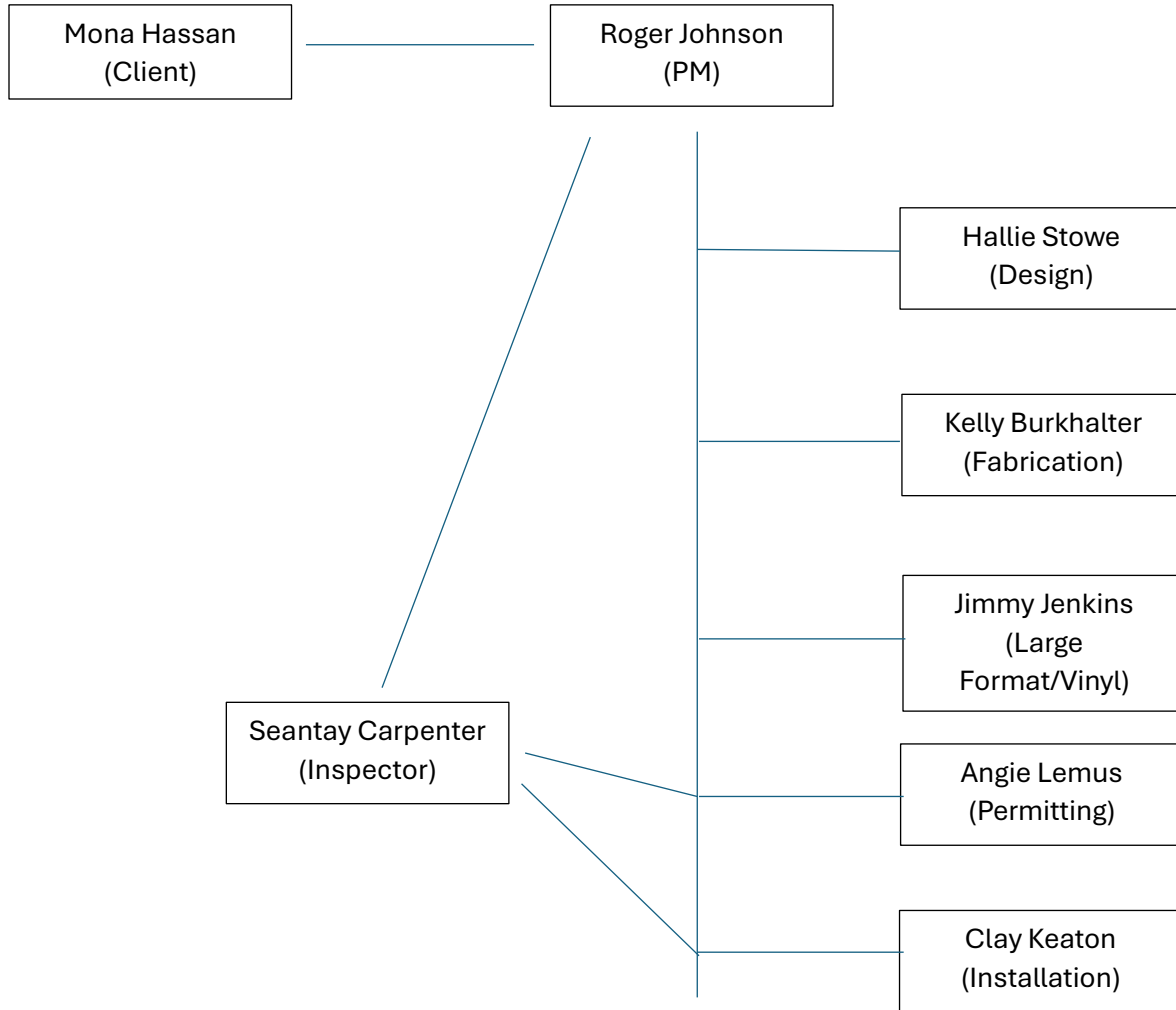 Mona Hassan
(Client)
Roger Johnson
(PM)
Hallie Stowe
(Design)
Kelly Burkhalter
(Fabrication)
Jimmy Jenkins
(Large
Format/Vinyl)
Seantay Carpenter
(Inspector)
Angie Lemus
(Permitting)
Clay Keaton
(Installation)